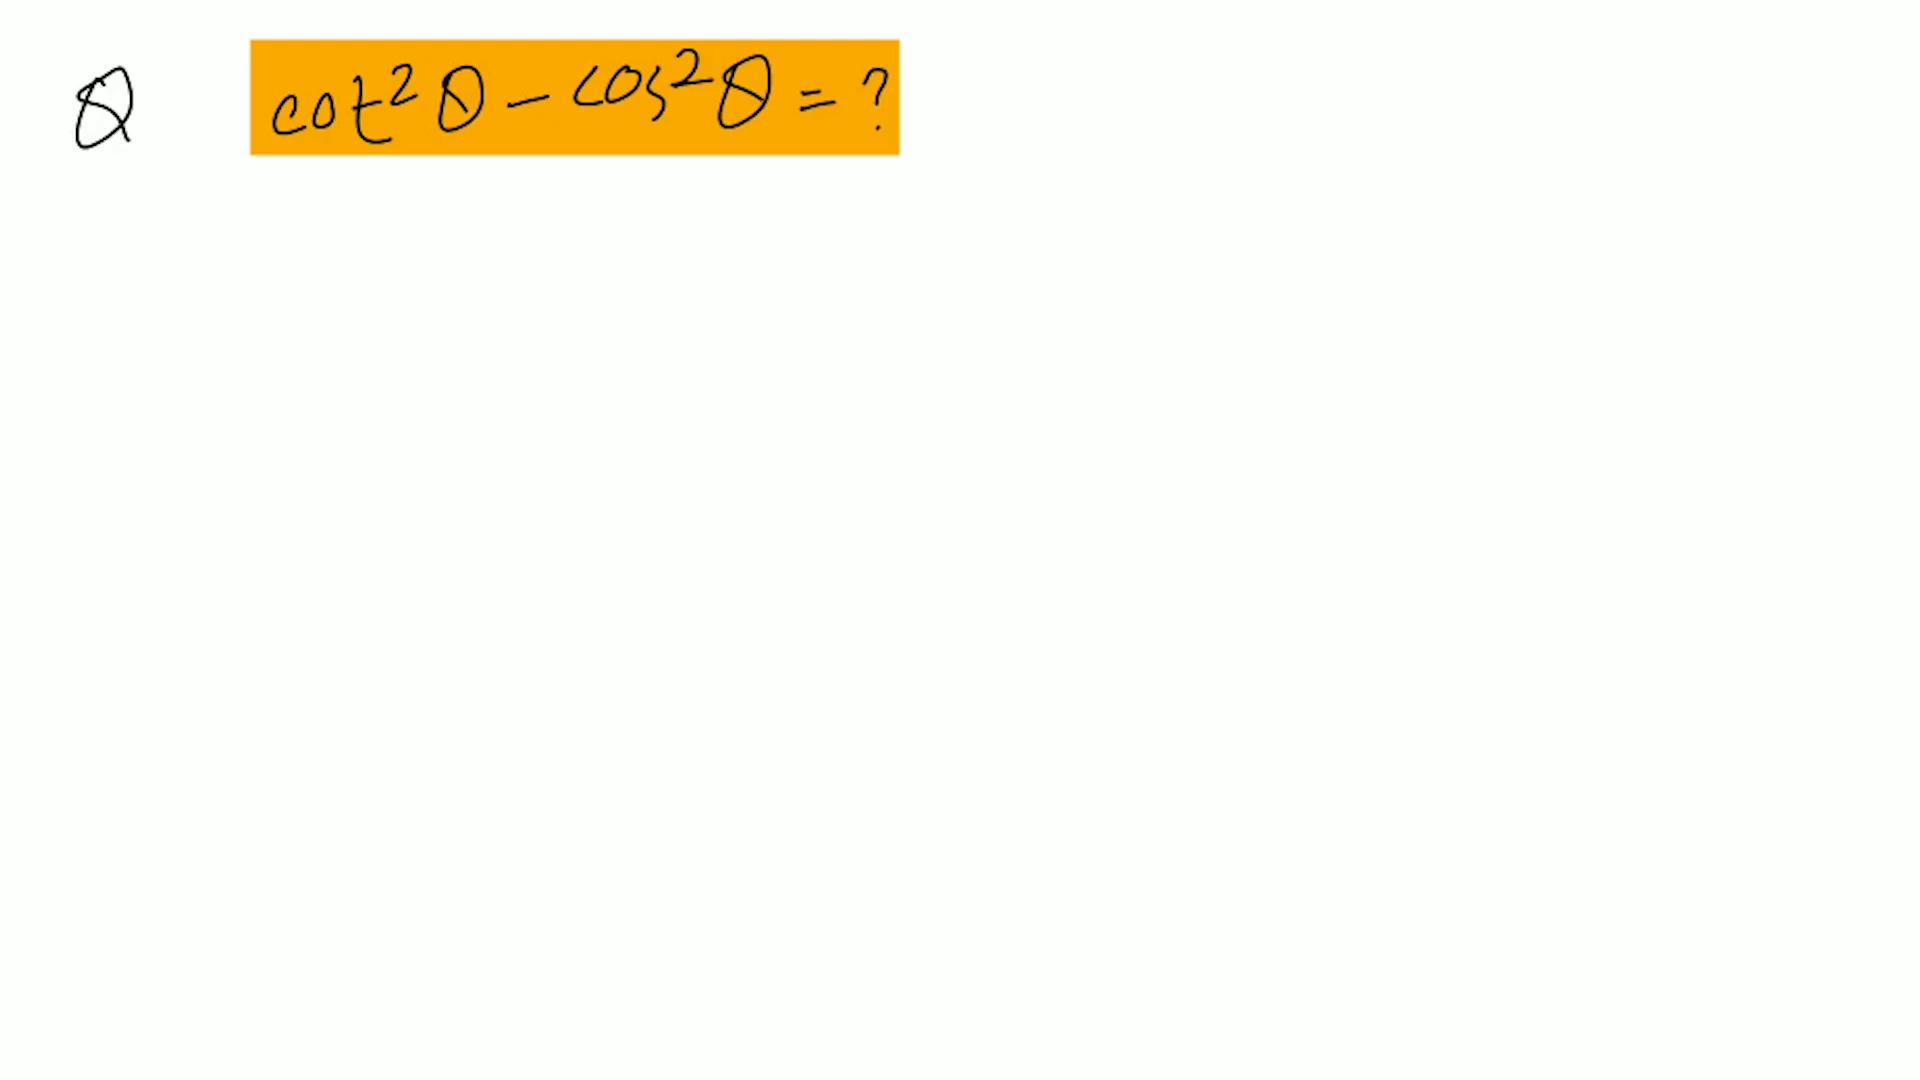 Q cot²θ - cos²θ = ?